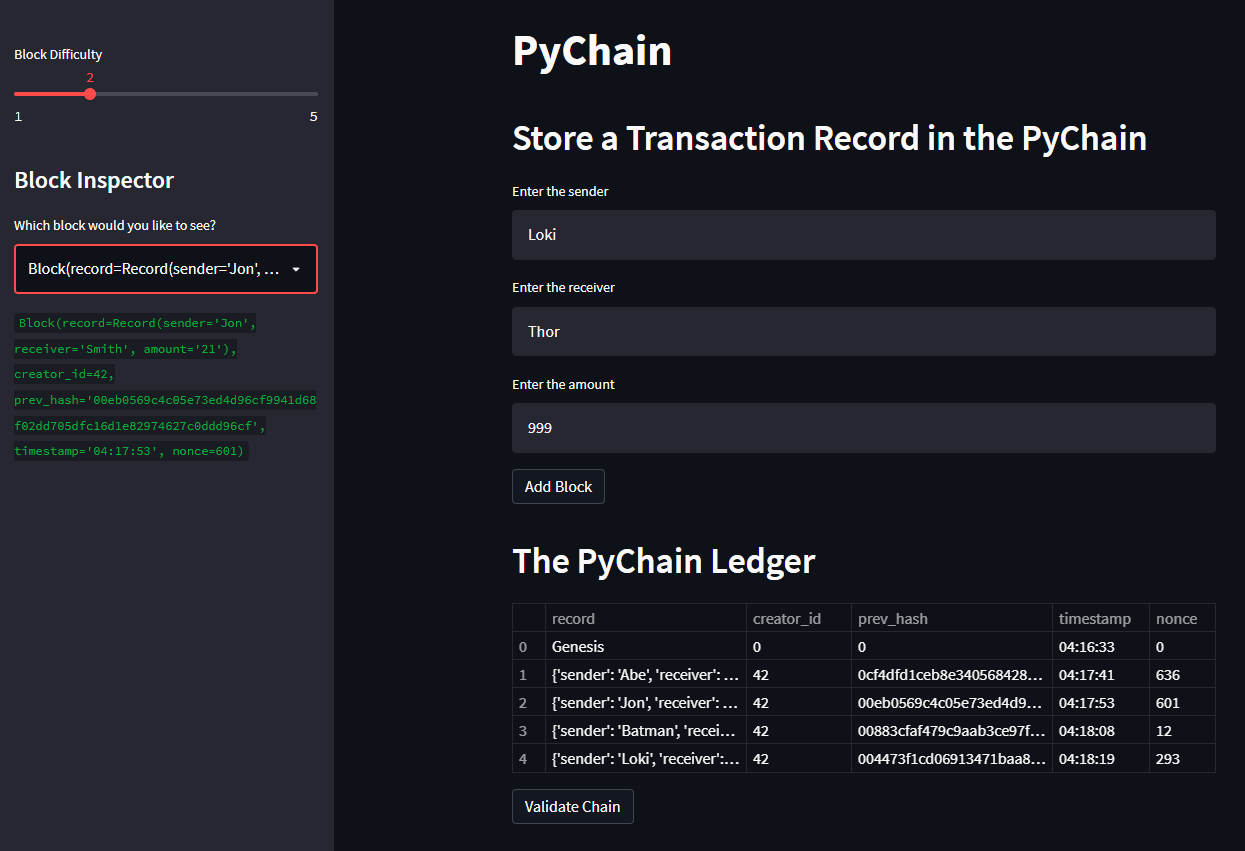 Block Difficulty
2
1 5
Block Inspector
Which block would you like to see?
Block(record=Record(sender='Jon', ...
Block(record=Record(sender='Jon',
receiver='Smith', amount='21'),
creator_id=42,
prev_hash='00eb0569c4c05e73ed4d96cf9941d68
f02dd705dfc16d1e82974627c0ddd96cf',
timestamp='04:17:53', nonce=601)
PyChain
Store a Transaction Record in the PyChain
Enter the sender
Loki
Enter the receiver
Thor
Enter the amount
999
Add Block
The PyChain Ledger
record creator_id prev_hash timestamp nonce
0 Genesis 0 0 04:16:33 0
1 {'sender': 'Abe', 'receiver': ... 42 0cf4dfd1ceb8e340568428... 04:17:41 636
2 {'sender': 'Jon', 'receiver': ... 42 00eb0569c4c05e73ed4d9... 04:17:53 601
3 {'sender': 'Batman', 'recei... 42 00883cfaf479c9aab3ce97f... 04:18:08 12
4 {'sender': 'Loki', 'receiver':... 42 004473f1cd06913471baa8... 04:18:19 293
Validate Chain